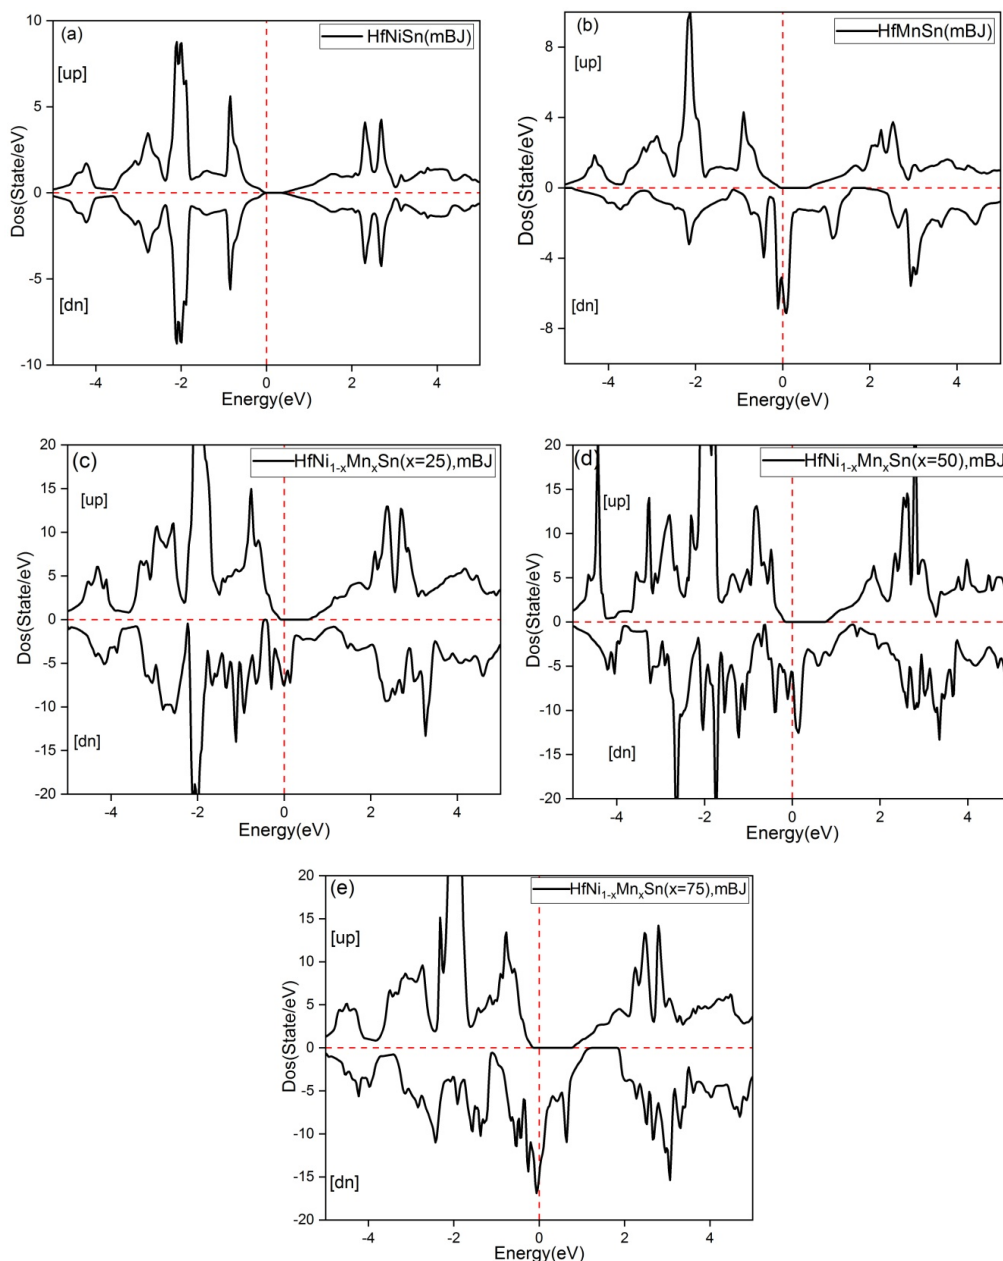 (a)
HfNiSn(mBJ)
[up]
[dn]
Dos(State/eV)
10
5
0
-5
-10
-4
-2
0
2
4
Energy(eV)
(b)
HfMnSn(mBJ)
[up]
[dn]
Dos(State/eV)
8
4
0
-4
-8
-4
-2
0
2
4
Energy(eV)
(c)
HfNi1-xMnxSn(x=25),mBJ
[up]
[dn]
Dos(State/eV)
20
15
10
5
0
-5
-10
-15
-20
-4
-2
0
2
4
Energy(eV)
(d)
HfNi1-xMnxSn(x=50),mBJ
[up]
[dn]
Dos(State/eV)
20
15
10
5
0
-5
-10
-15
-20
-4
-2
0
2
4
Energy(eV)
(e)
HfNi1-xMnxSn(x=75),mBJ
[up]
[dn]
Dos(State/eV)
20
15
10
5
0
-5
-10
-15
-20
-4
-2
0
2
4
Energy(eV)